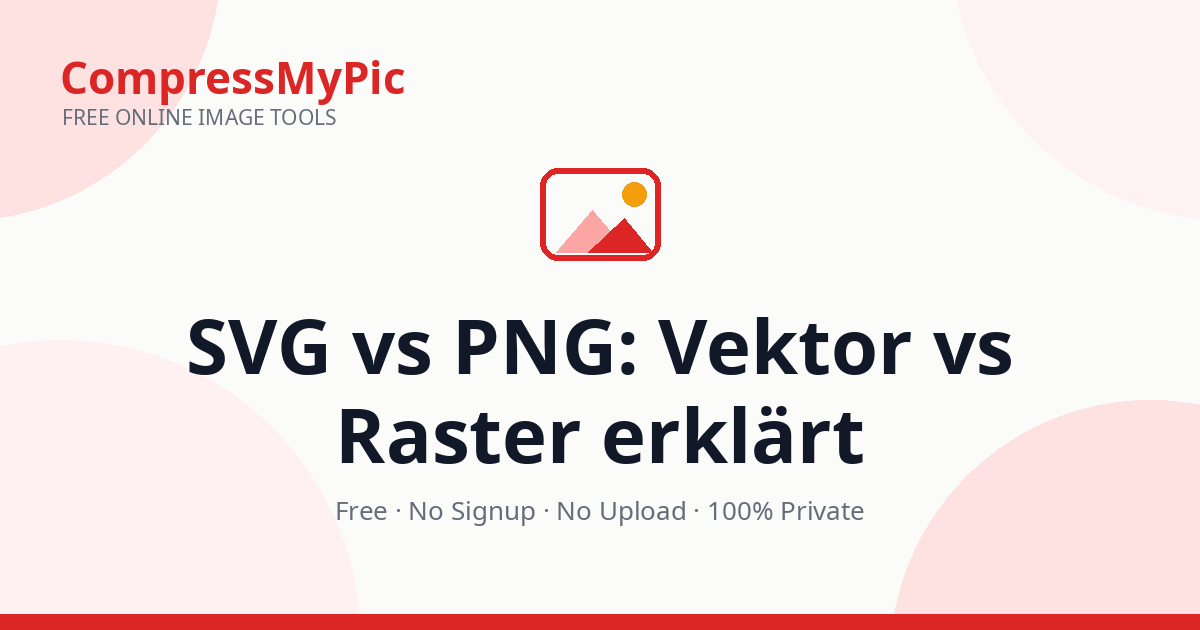 CompressMyPic
FREE ONLINE IMAGE TOOLS
SVG vs PNG: Vektor vs
Raster erklärt
Free · No Signup · No Upload · 100% Private